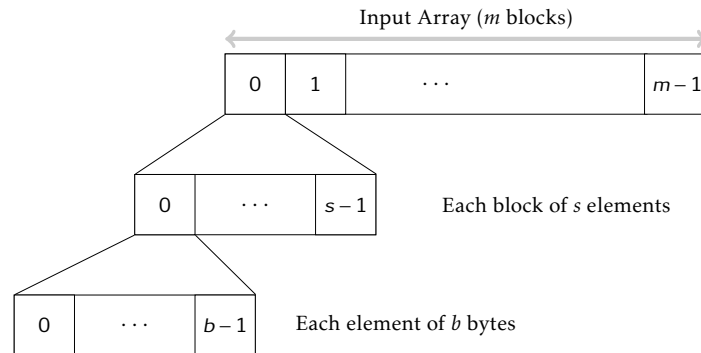 Input Array (m blocks)
0 1 ··· m − 1
0 ··· s − 1 Each block of s elements
0 ··· b − 1 Each element of b bytes